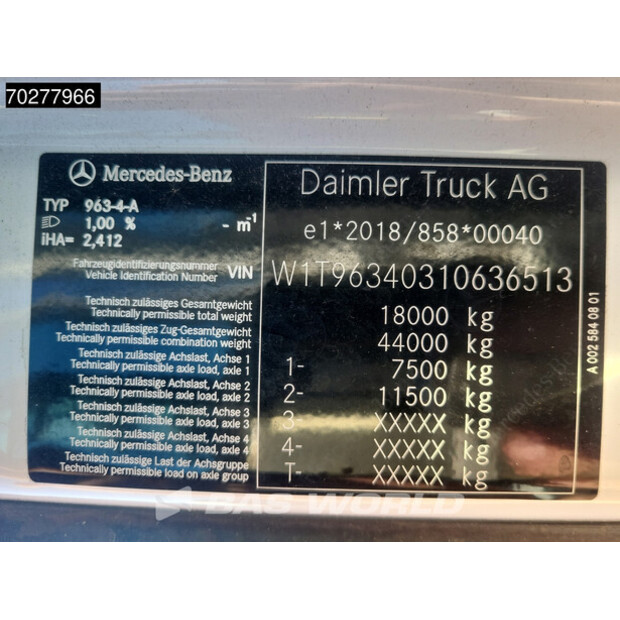 70277966
Mercedes-Benz
Daimler Truck AG
TYP 963-4-A
1,00 % - m⁻¹
iHA= 2,412
e1*2018/858*00040
Fahrzeugidentifizierungsnummer
Vehicle Identification Number VIN W1T96340310636513
Technisch zulässiges Gesamtgewicht
Technically permissible total weight 18000 kg
Technisch zulässiges Zug-Gesamtgewicht
Technically permissible combination weight 44000 kg
Technisch zulässige Achslast, Achse 1
Technically permissible axle load, axle 1 1- 7500 kg
Technisch zulässige Achslast, Achse 2
Technically permissible axle load, axle 2 2- 11500 kg
Technisch zulässige Achslast, Achse 3
Technically permissible axle load, axle 3 3- XXXXX kg
Technisch zulässige Achslast, Achse 4
Technically permissible axle load, axle 4 4- XXXXX kg
Technisch zulässige Last der Achsgruppe
Technically permissible load on axle group T- XXXXX kg
A 002 584 08 01
BAS WORLD